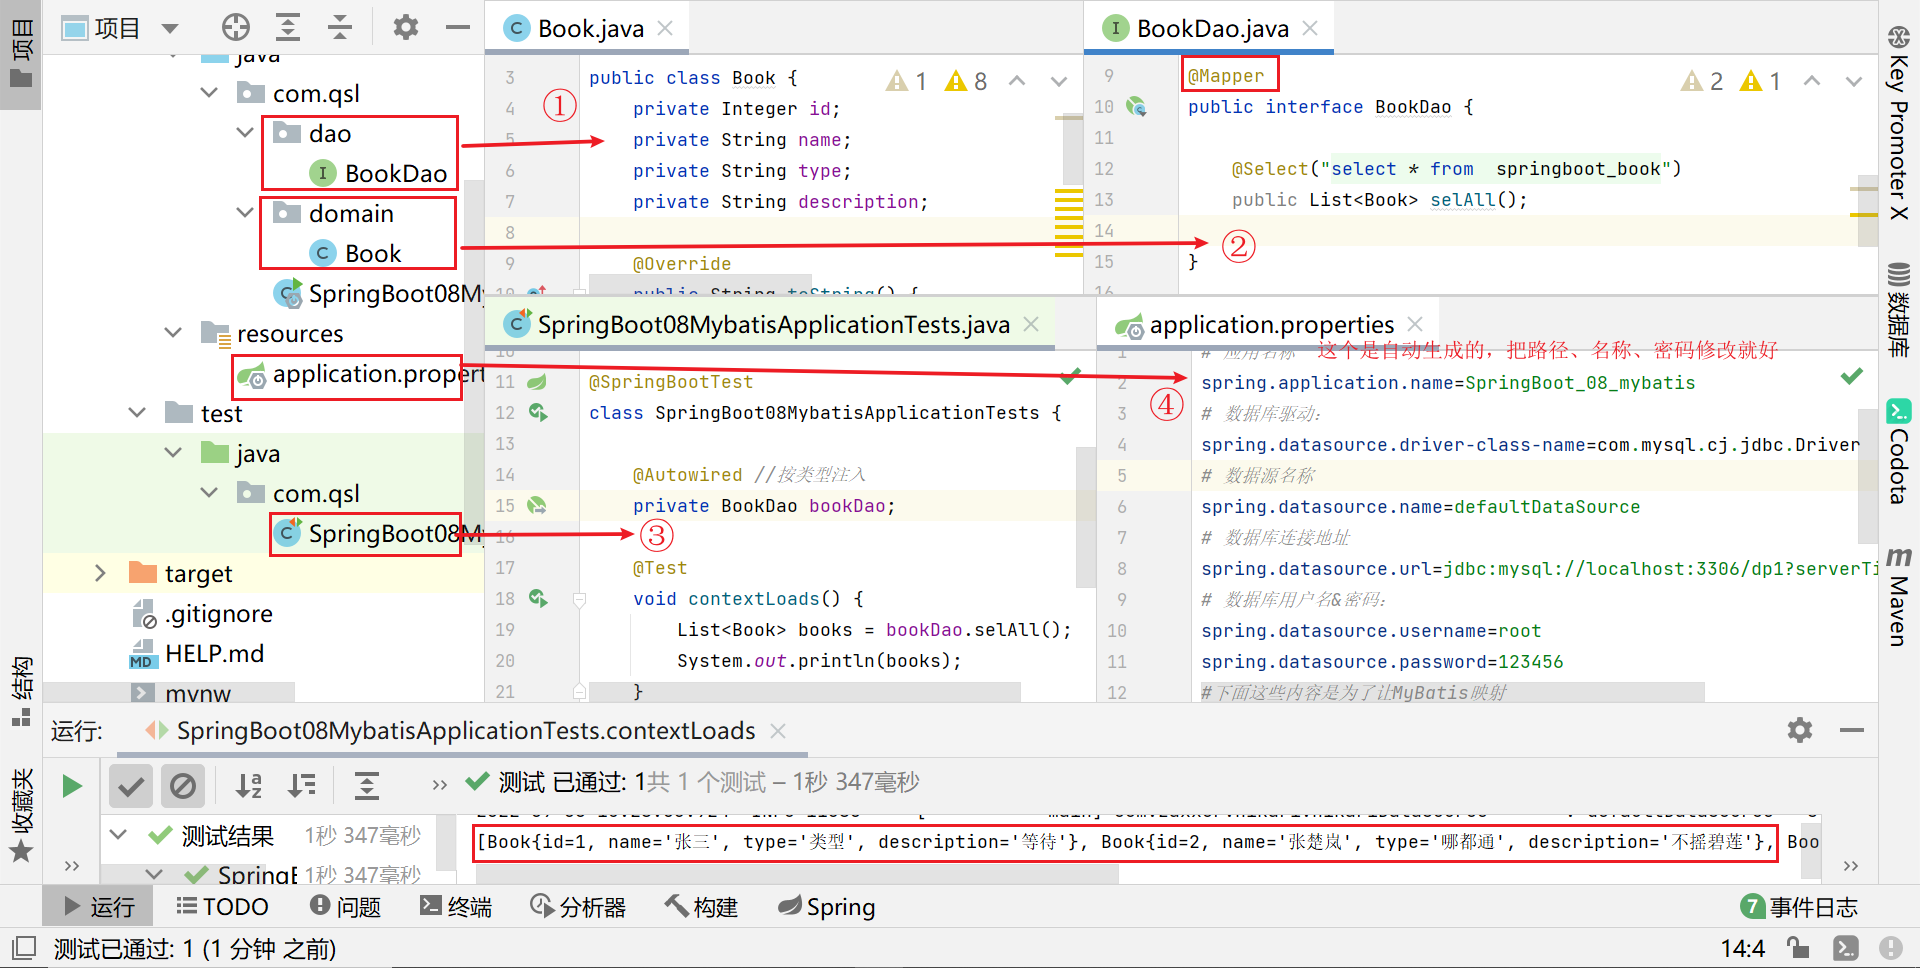 项目
项目
java
com.qsl
dao
BookDao
domain
Book
SpringBoot08My
resources
application.propert
test
java
com.qsl
SpringBoot08My
target
.gitignore
HELP.md
mvnw
结构
收藏夹
Book.java
1 8
3 public class Book {
4 private Integer id;
5 private String name;
6 private String type;
7 private String description;
8
9 @Override
10 public String toString() {
①
BookDao.java
2 1
9 @Mapper
10 public interface BookDao {
11
12 @Select("select * from  springboot_book")
13 public List<Book> selAll();
14
15 }
16
②
SpringBoot08MybatisApplicationTests.java
10
11 @SpringBootTest
12 class SpringBoot08MybatisApplicationTests {
13
14 @Autowired //按类型注入
15 private BookDao bookDao;
16
17 @Test
18 void contextLoads() {
19 List<Book> books = bookDao.selAll();
20 System.out.println(books);
21 }
③
application.properties
1 # 应用名称
这个是自动生成的，把路径、名称、密码修改就好
2 spring.application.name=SpringBoot_08_mybatis
3 # 数据库驱动：
4 spring.datasource.driver-class-name=com.mysql.cj.jdbc.Driver
5 # 数据源名称
6 spring.datasource.name=defaultDataSource
7 # 数据库连接地址
8 spring.datasource.url=jdbc:mysql://localhost:3306/dp1?serverTi
9 # 数据库用户名&密码：
10 spring.datasource.username=root
11 spring.datasource.password=123456
12 #下面这些内容是为了让MyBatis映射
④
Key Promoter X
数据库
Codota
Maven
运行:
SpringBoot08MybatisApplicationTests.contextLoads
测试 已通过: 1共 1 个测试 – 1秒 347毫秒
测试结果 1秒 347毫秒
SpringB 1秒 347毫秒
[Book{id=1, name='张三', type='类型', description='等待'}, Book{id=2, name='张楚岚', type='哪都通', description='不摇碧莲'}, Boo
运行 TODO 问题 终端 分析器 构建 Spring 7 事件日志
测试已通过: 1 (1 分钟 之前) 14:4